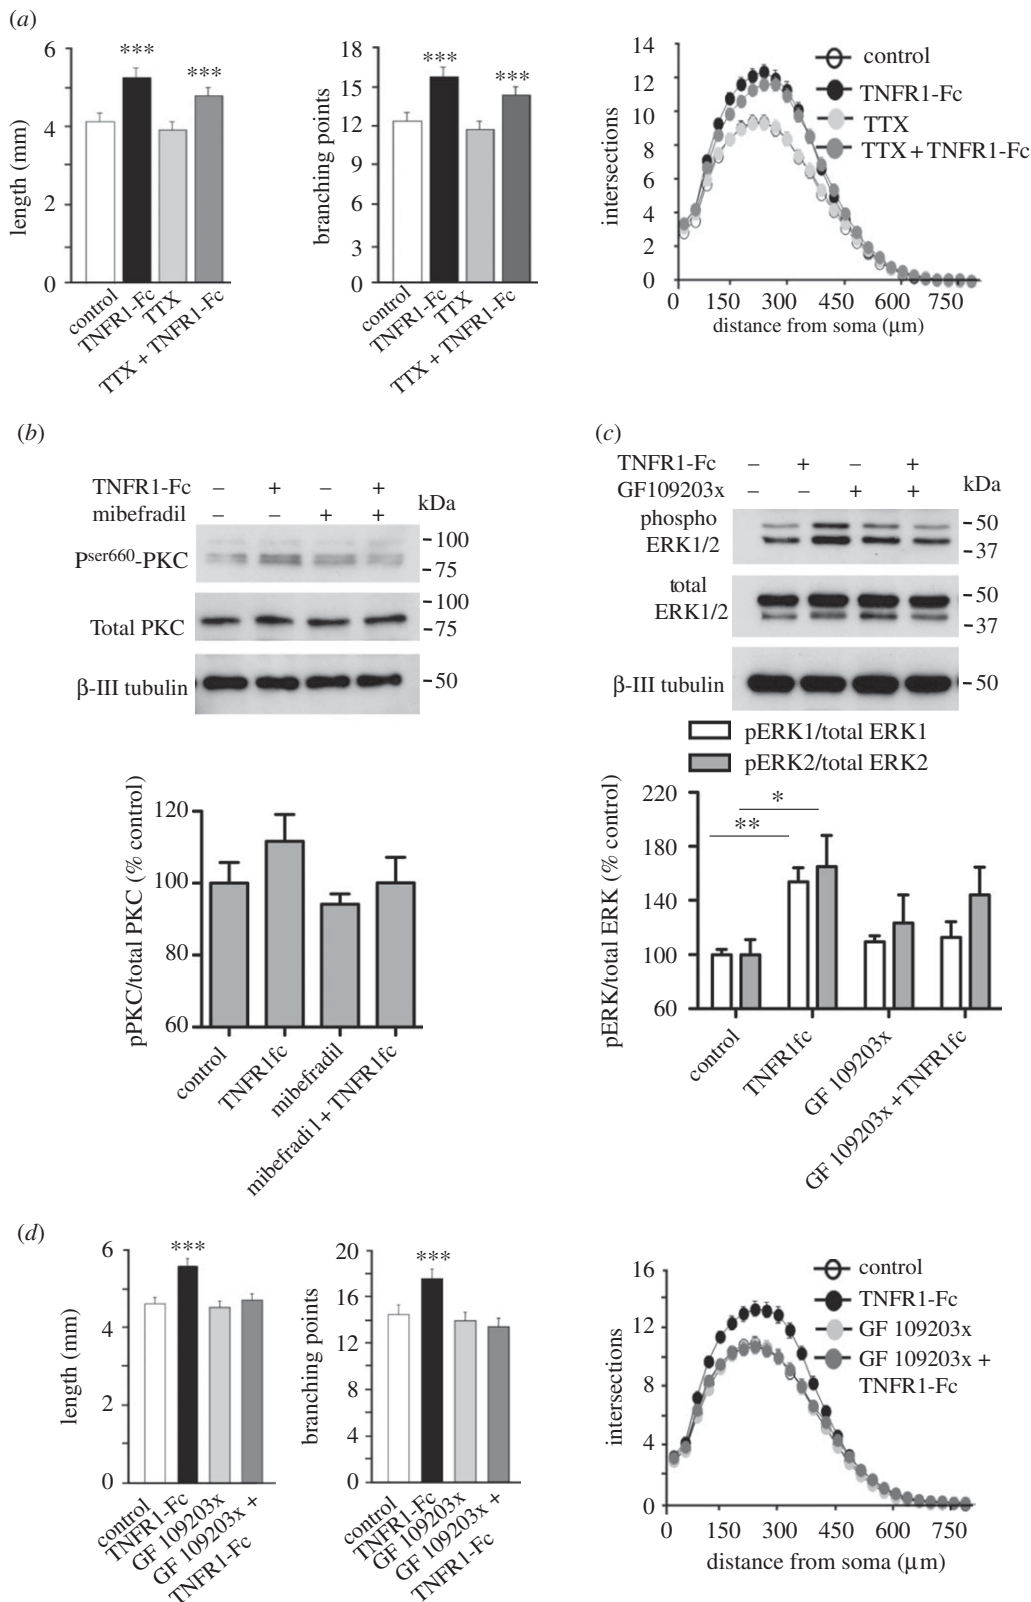 (a)
6
4
2
0
length (mm)
***
***
control
TNFR1-Fc
TTX
TTX + TNFR1-Fc
18
15
12
9
6
3
0
branching points
***
***
control
TNFR1-Fc
TTX
TTX + TNFR1-Fc
14
12
10
8
6
4
2
0
intersections
control
TNFR1-Fc
TTX
TTX + TNFR1-Fc
0 150 300 450 600 750
distance from soma (µm)
(b)
TNFR1-Fc – + – +
mibefradil – – + +
kDa
Pser660-PKC
-100
-75
Total PKC
-100
-75
β-III tubulin
-50
120
100
80
60
pPKC/total PKC (% control)
control
TNFR1fc
mibefradil
mibefradil + TNFR1fc
(c)
TNFR1-Fc – + – +
GF109203x – – + +
kDa
phospho
ERK1/2
-50
-37
total
ERK1/2
-50
-37
β-III tubulin
-50
pERK1/total ERK1
pERK2/total ERK2
220
180
140
100
60
pERK/total ERK (% control)
*
**
control
TNFR1fc
GF 109203x
GF 109203x + TNFR1fc
(d)
6
4
2
0
length (mm)
***
control
TNFR1-Fc
GF 109203x
GF 109203x +
TNFR1-Fc
20
16
12
8
4
0
branching points
***
control
TNFR1-Fc
GF 109203x
GF 109203x +
TNFR1-Fc
16
12
8
4
0
intersections
control
TNFR1-Fc
GF 109203x
GF 109203x +
TNFR1-Fc
0 150 300 450 600 750
distance from soma (µm)